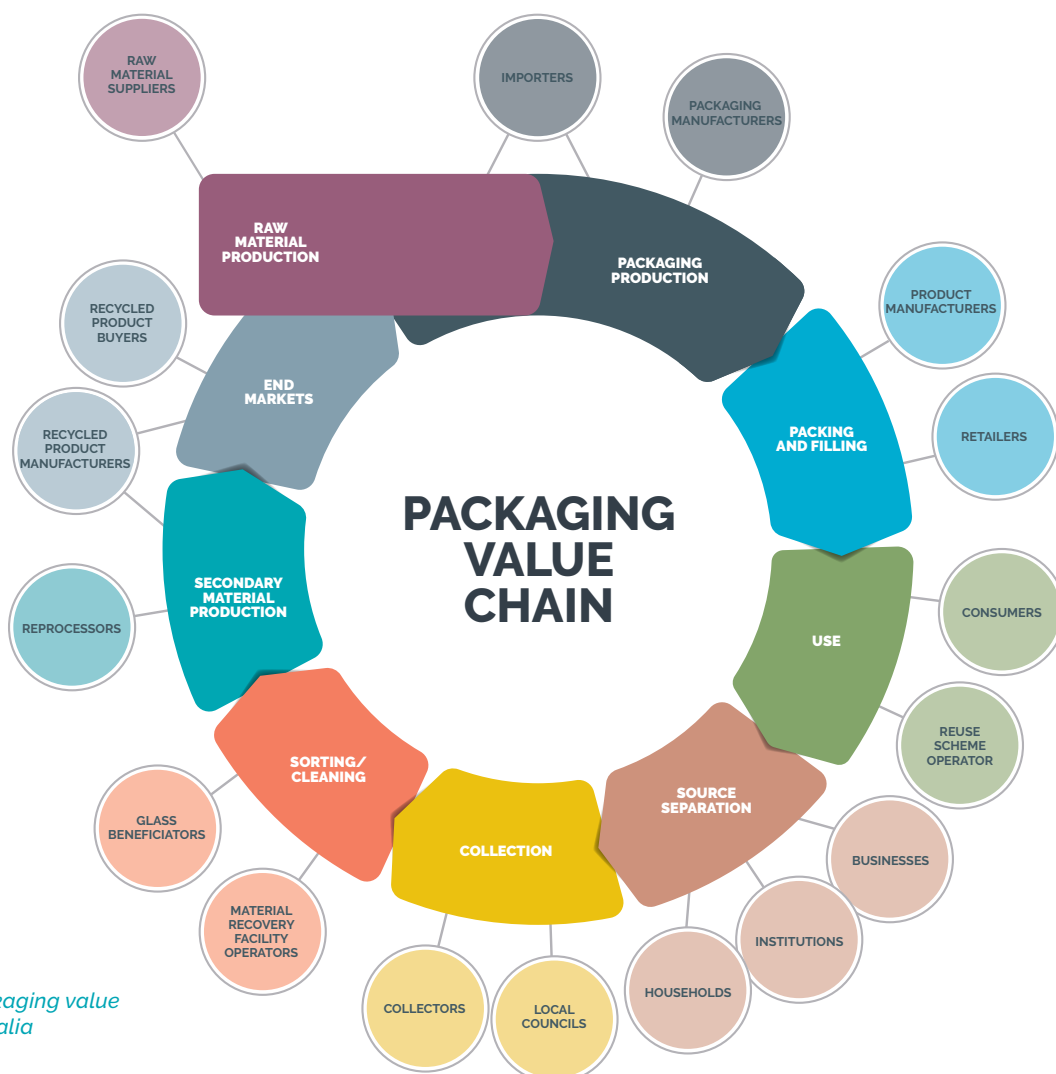 RAW
MATERIAL
SUPPLIERS
IMPORTERS
PACKAGING
MANUFACTURERS
RAW
MATERIAL
PRODUCTION
PACKAGING
PRODUCTION
PRODUCT
MANUFACTURERS
RECYCLED
PRODUCT
BUYERS
END
MARKETS
PACKING
AND FILLING
RETAILERS
RECYCLED
PRODUCT
MANUFACTURERS
PACKAGING
VALUE
CHAIN
SECONDARY
MATERIAL
PRODUCTION
REPROCESSORS
USE
CONSUMERS
REUSE
SCHEME
OPERATOR
SORTING/
CLEANING
SOURCE
SEPARATION
COLLECTION
GLASS
BENEFICIATORS
BUSINESSES
MATERIAL
RECOVERY
FACILITY
OPERATORS
INSTITUTIONS
HOUSEHOLDS
COLLECTORS
LOCAL
COUNCILS
value